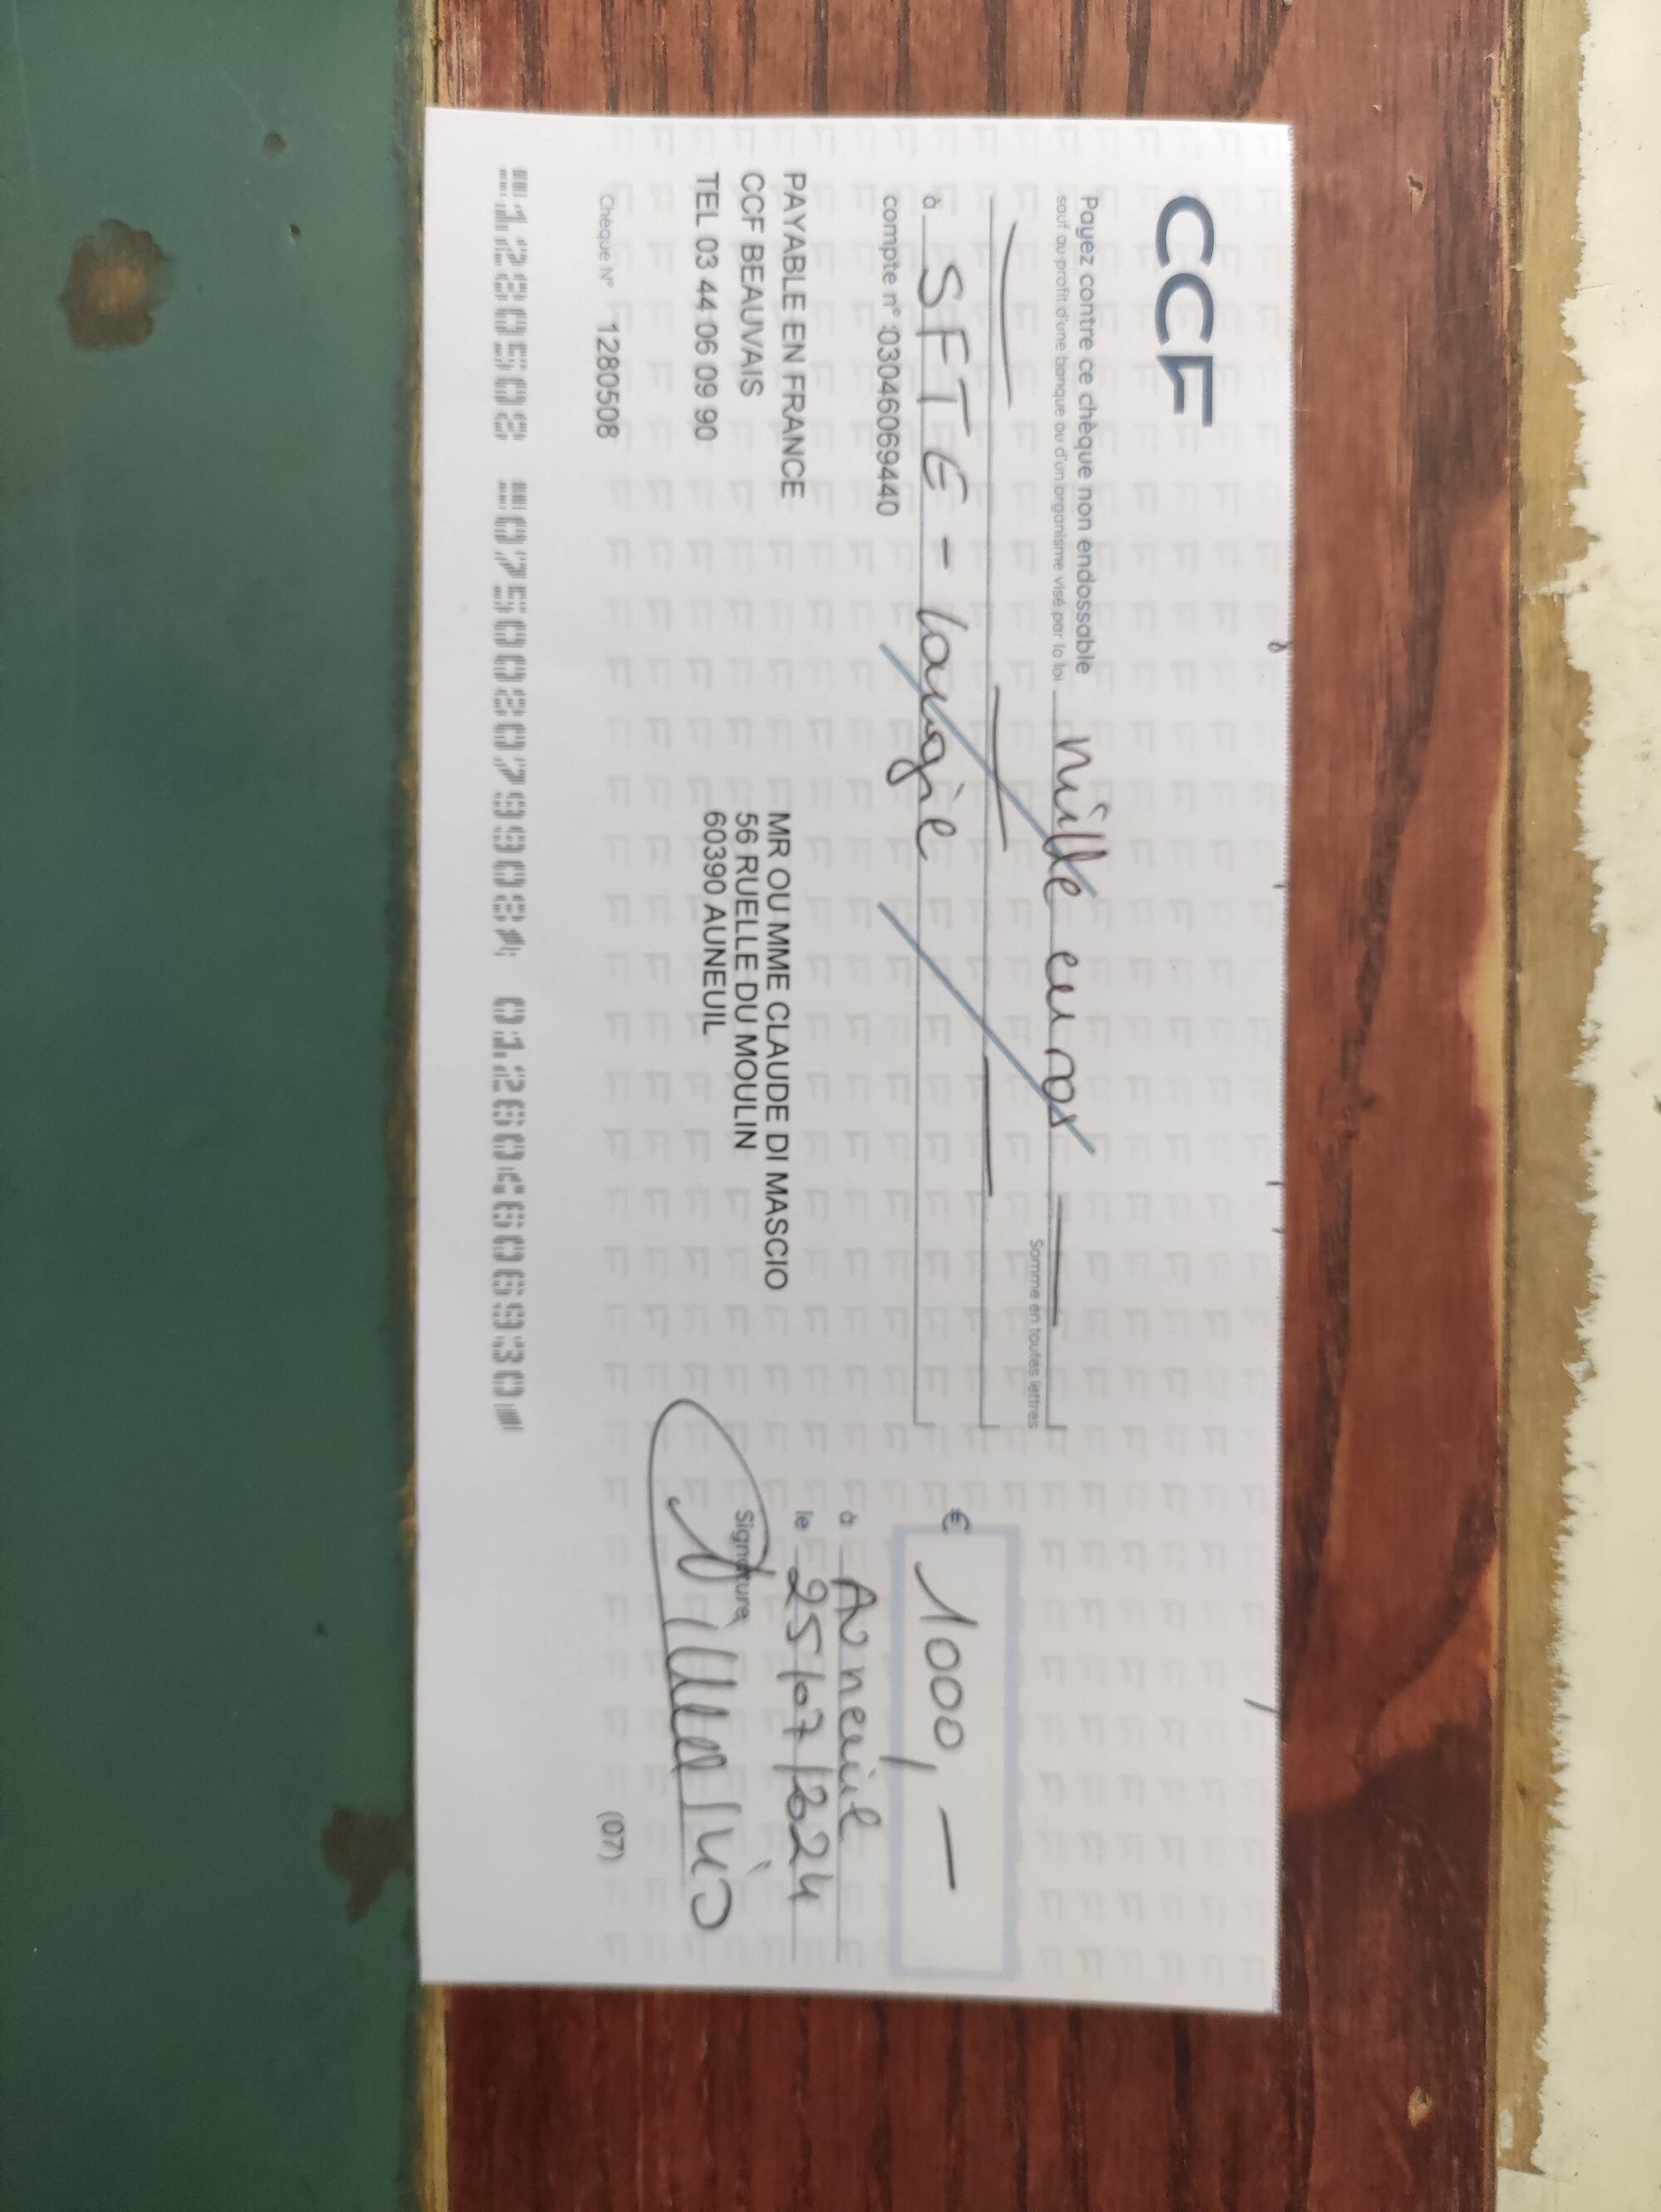 CCF
Payez contre ce chèque non endossable
sauf au profit d'une banque ou d'un organisme visé par la loi mille euros
Somme en toutes lettres
à SFTE - Laugie
€ 1000,—
compte n° :03046069440
à Auneuil
PAYABLE EN FRANCE
le 25/07/2024
CCF BEAUVAIS
TEL 03 44 06 09 90
MR OU MME CLAUDE DI MASCIO
56 RUELLE DU MOULIN
60390 AUNEUIL
Signature
Chèque N° 1280508
(07)